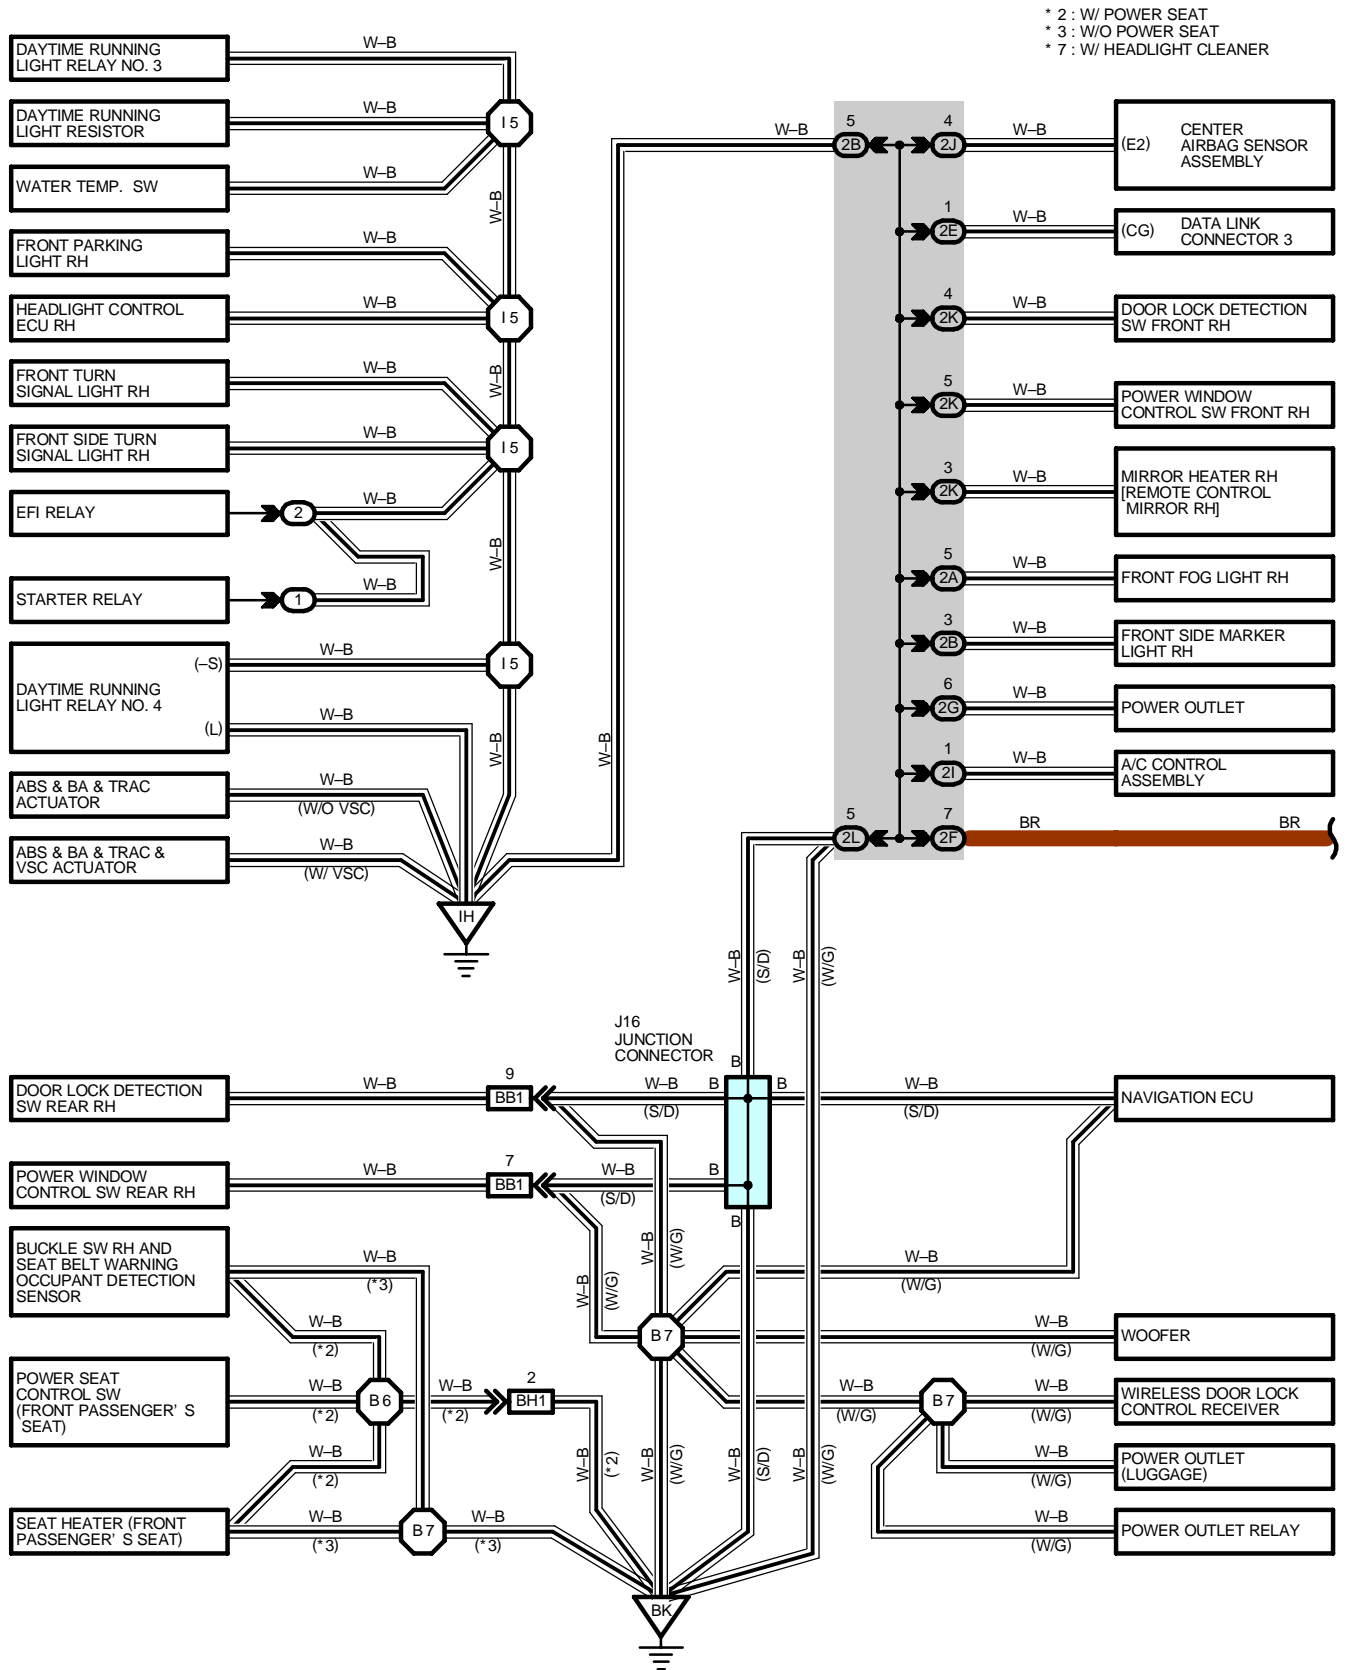 * 2 : W/ POWER SEAT
* 3 : W/O POWER SEAT
* 7 : W/ HEADLIGHT CLEANER
DAYTIME RUNNING
LIGHT RELAY NO. 3
W–B
DAYTIME RUNNING
LIGHT RESISTOR
W–B
I 5
WATER TEMP. SW
W–B
W–B
FRONT PARKING
LIGHT RH
W–B
HEADLIGHT CONTROL
ECU RH
W–B
I 5
FRONT TURN
SIGNAL LIGHT RH
W–B
W–B
FRONT SIDE TURN
SIGNAL LIGHT RH
W–B
I 5
EFI RELAY
2
W–B
W–B
STARTER RELAY
1
W–B
DAYTIME RUNNING
LIGHT RELAY NO. 4
(–S)
W–B
I 5
(L)
W–B
W–B
W–B
ABS & BA & TRAC
ACTUATOR
W–B
(W/O VSC)
ABS & BA & TRAC &
VSC ACTUATOR
W–B
(W/ VSC)
IH
W–B
5
2B
4
2J
W–B
(E2)
CENTER
AIRBAG SENSOR
ASSEMBLY
1
2E
W–B
(CG)
DATA LINK
CONNECTOR 3
4
2K
W–B
DOOR LOCK DETECTION
SW FRONT RH
5
2K
W–B
POWER WINDOW
CONTROL SW FRONT RH
3
2K
W–B
MIRROR HEATER RH
[REMOTE CONTROL
MIRROR RH]
5
2A
W–B
FRONT FOG LIGHT RH
3
2B
W–B
FRONT SIDE MARKER
LIGHT RH
6
2G
W–B
POWER OUTLET
1
2I
W–B
A/C CONTROL
ASSEMBLY
5
2L
7
2F
BR
BR
W–B
(S/D)
W–B
(W/G)
J16
JUNCTION
CONNECTOR
B
DOOR LOCK DETECTION
SW REAR RH
W–B
9
BB1
W–B
(S/D)
B
B
W–B
(S/D)
NAVIGATION ECU
POWER WINDOW
CONTROL SW REAR RH
W–B
7
BB1
W–B
(S/D)
B
B
BUCKLE SW RH AND
SEAT BELT WARNING
OCCUPANT DETECTION
SENSOR
W–B
(*3)
W–B
(*2)
W–B
(W/G)
W–B
(W/G)
W–B
(W/G)
B 7
W–B
(W/G)
WOOFER
POWER SEAT
CONTROL SW
(FRONT PASSENGER' S
SEAT)
W–B
(*2)
B 6
W–B
(*2)
2
BH1
W–B
(W/G)
B 7
W–B
(W/G)
WIRELESS DOOR LOCK
CONTROL RECEIVER
W–B
(*2)
W–B
(*2)
W–B
(W/G)
W–B
(S/D)
W–B
(W/G)
W–B
(W/G)
POWER OUTLET
(LUGGAGE)
SEAT HEATER (FRONT
PASSENGER' S SEAT)
W–B
(*3)
B 7
W–B
(*3)
W–B
(W/G)
POWER OUTLET RELAY
BK